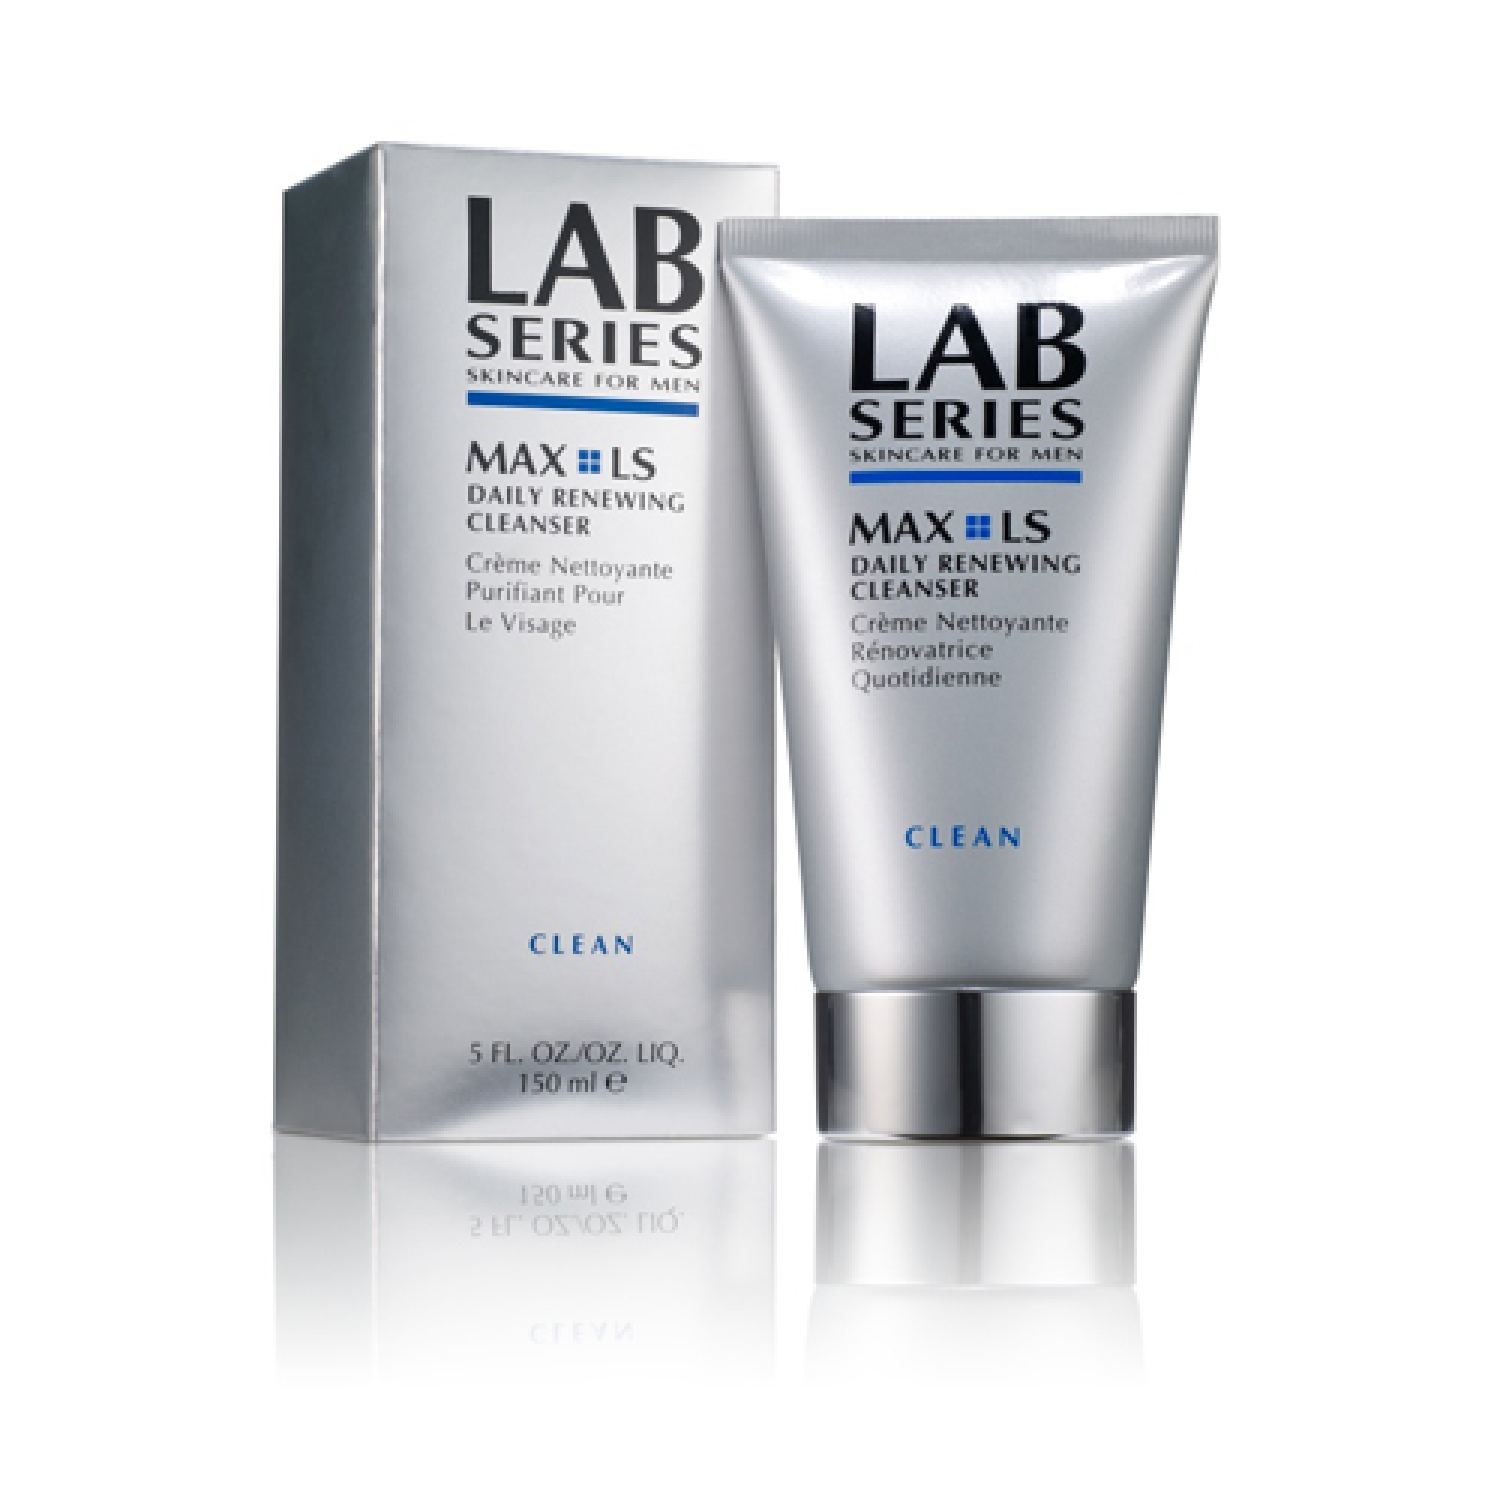 LAB
SERIES
SKINCARE FOR MEN
MAX LS
DAILY RENEWING
CLEANSER
Crème Nettoyante
Purifiant Pour
Le Visage
CLEAN
5 FL. OZ./OZ. LIQ.
150 ml ℮
LAB
SERIES
SKINCARE FOR MEN
MAX LS
DAILY RENEWING
CLEANSER
Crème Nettoyante
Rénovatrice
Quotidienne
CLEAN